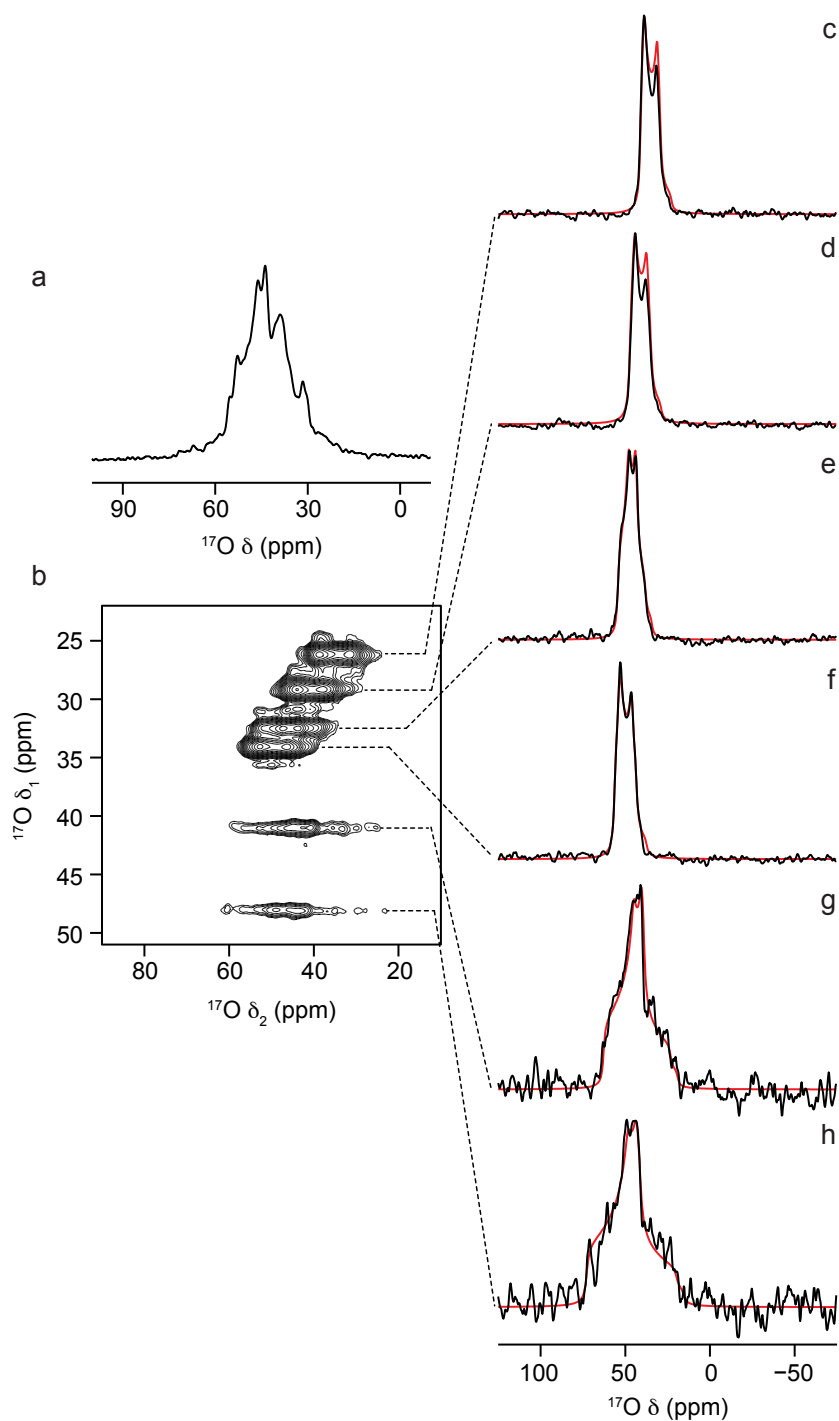 c
d
a
e
90 60 30 0
¹⁷O δ (ppm)
b
f
25
30
35
40
45
50
¹⁷O δ₁ (ppm)
80 60 40 20
¹⁷O δ₂ (ppm)
g
h
100 50 0 −50
¹⁷O δ (ppm)